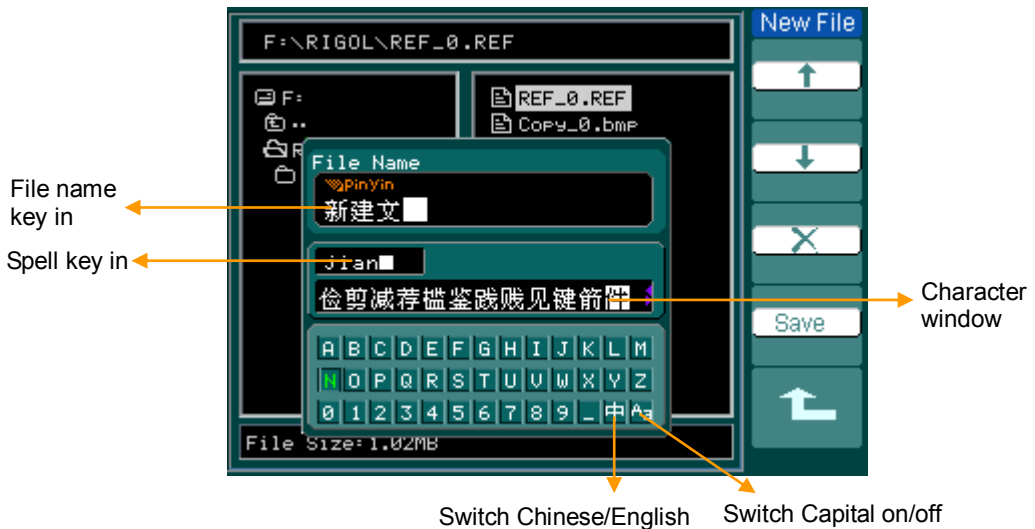 New File
F:\RIGOL\REF_0.REF
F:
REF_0.REF
..
Copy_0.bmp
R
File Name
PinYin
新建文
File name
key in
jian
Spell key in
俭剪减荐槛鉴践贱见键箭件
Character
window
Save
A B C D E F G H I J K L M
N O P Q R S T U V W X Y Z
0 1 2 3 4 5 6 7 8 9 _ 中 Aa
File Size:1.02MB
Switch Chinese/English
Switch Capital on/off